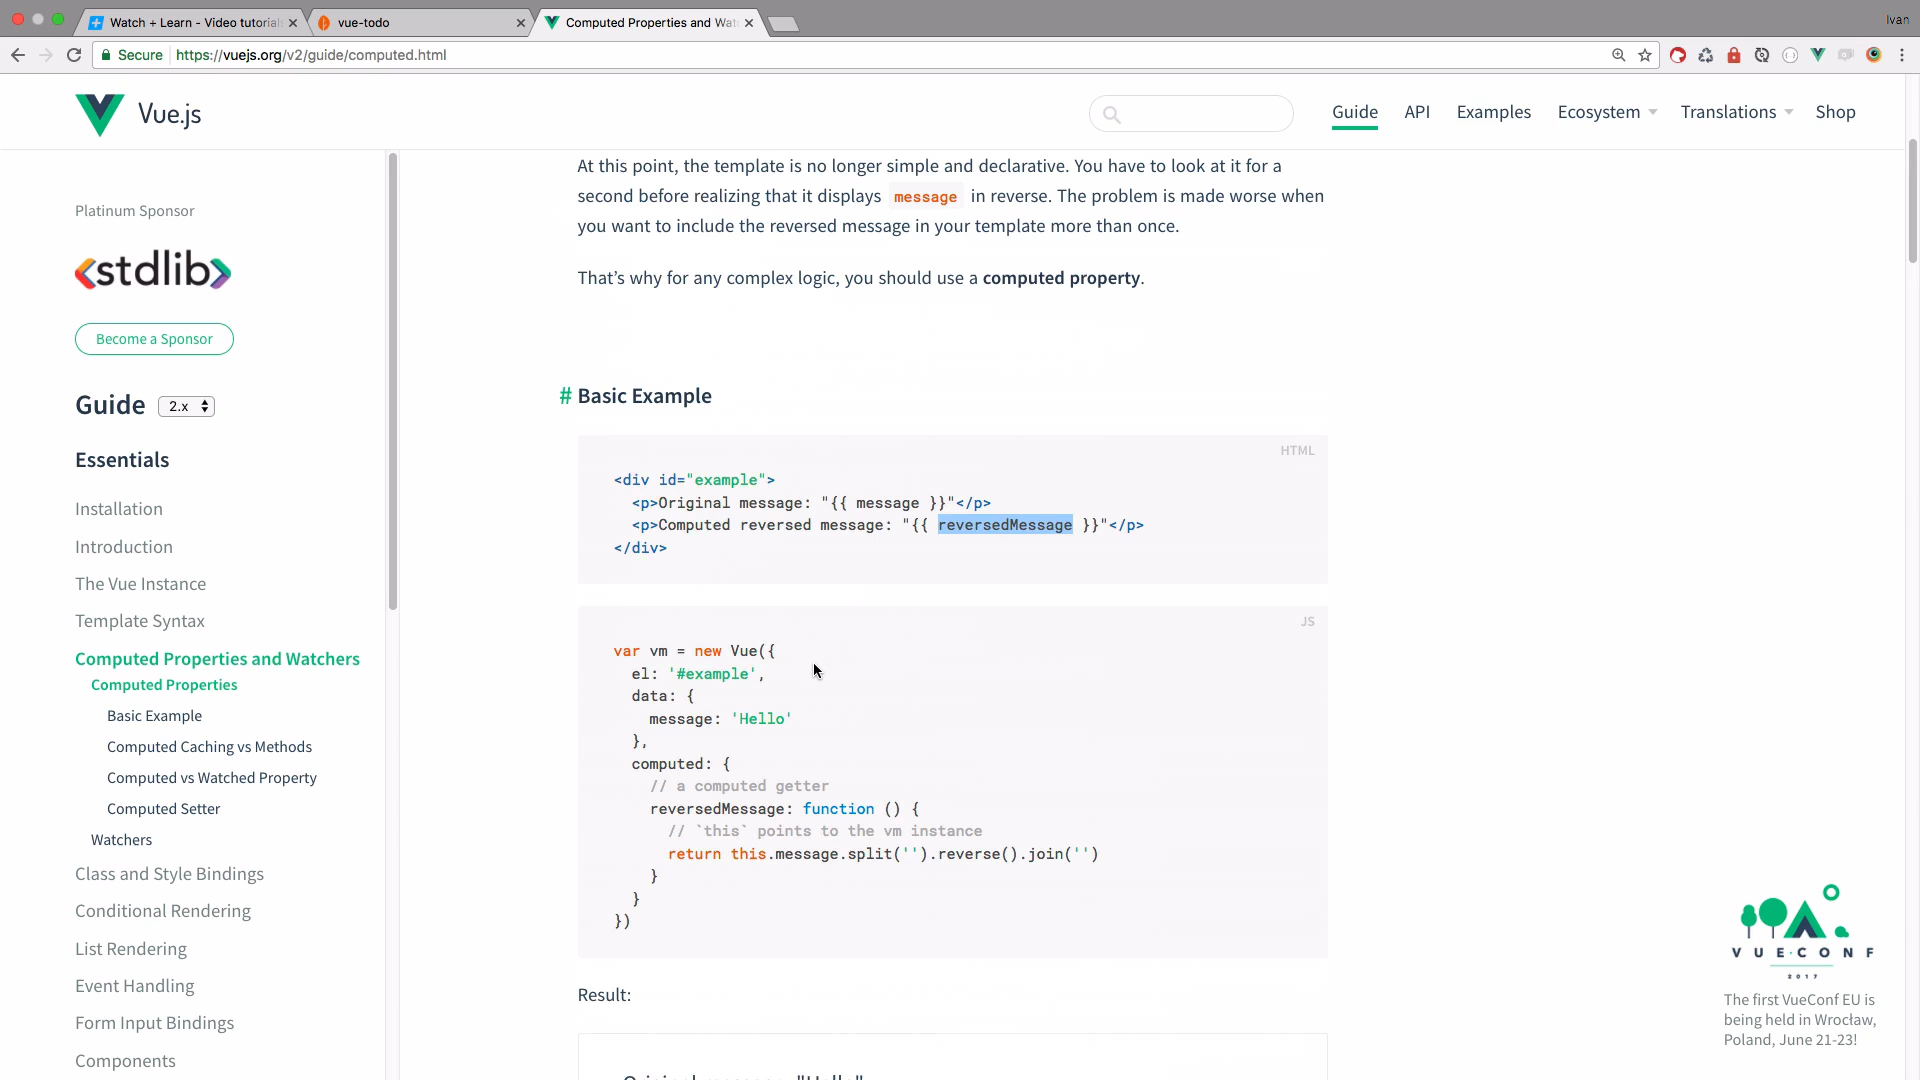 Watch + Learn - Video tutorials
vue-todo
Computed Properties and Wat
Ivan
Secure
https://vuejs.org/v2/guide/computed.html
Vue.js
Guide
API
Examples
Ecosystem
Translations
Shop
Platinum Sponsor
<stdlib>
Become a Sponsor
Guide
2.x
Essentials
Installation
Introduction
The Vue Instance
Template Syntax
Computed Properties and Watchers
Computed Properties
Basic Example
Computed Caching vs Methods
Computed vs Watched Property
Computed Setter
Watchers
Class and Style Bindings
Conditional Rendering
List Rendering
Event Handling
Form Input Bindings
Components
At this point, the template is no longer simple and declarative. You have to look at it for a
second before realizing that it displays message in reverse. The problem is made worse when
you want to include the reversed message in your template more than once.
That’s why for any complex logic, you should use a computed property.
# Basic Example
HTML
<div id="example">
<p>Original message: "{{ message }}"</p>
<p>Computed reversed message: "{{ reversedMessage }}"</p>
</div>
JS
var vm = new Vue({
el: '#example',
data: {
message: 'Hello'
},
computed: {
// a computed getter
reversedMessage: function () {
// `this` points to the vm instance
return this.message.split('').reverse().join('')
}
}
})
Result:
Original message: "Hello"
VUE·CONF
2017
The first VueConf EU is
being held in Wrocław,
Poland, June 21-23!